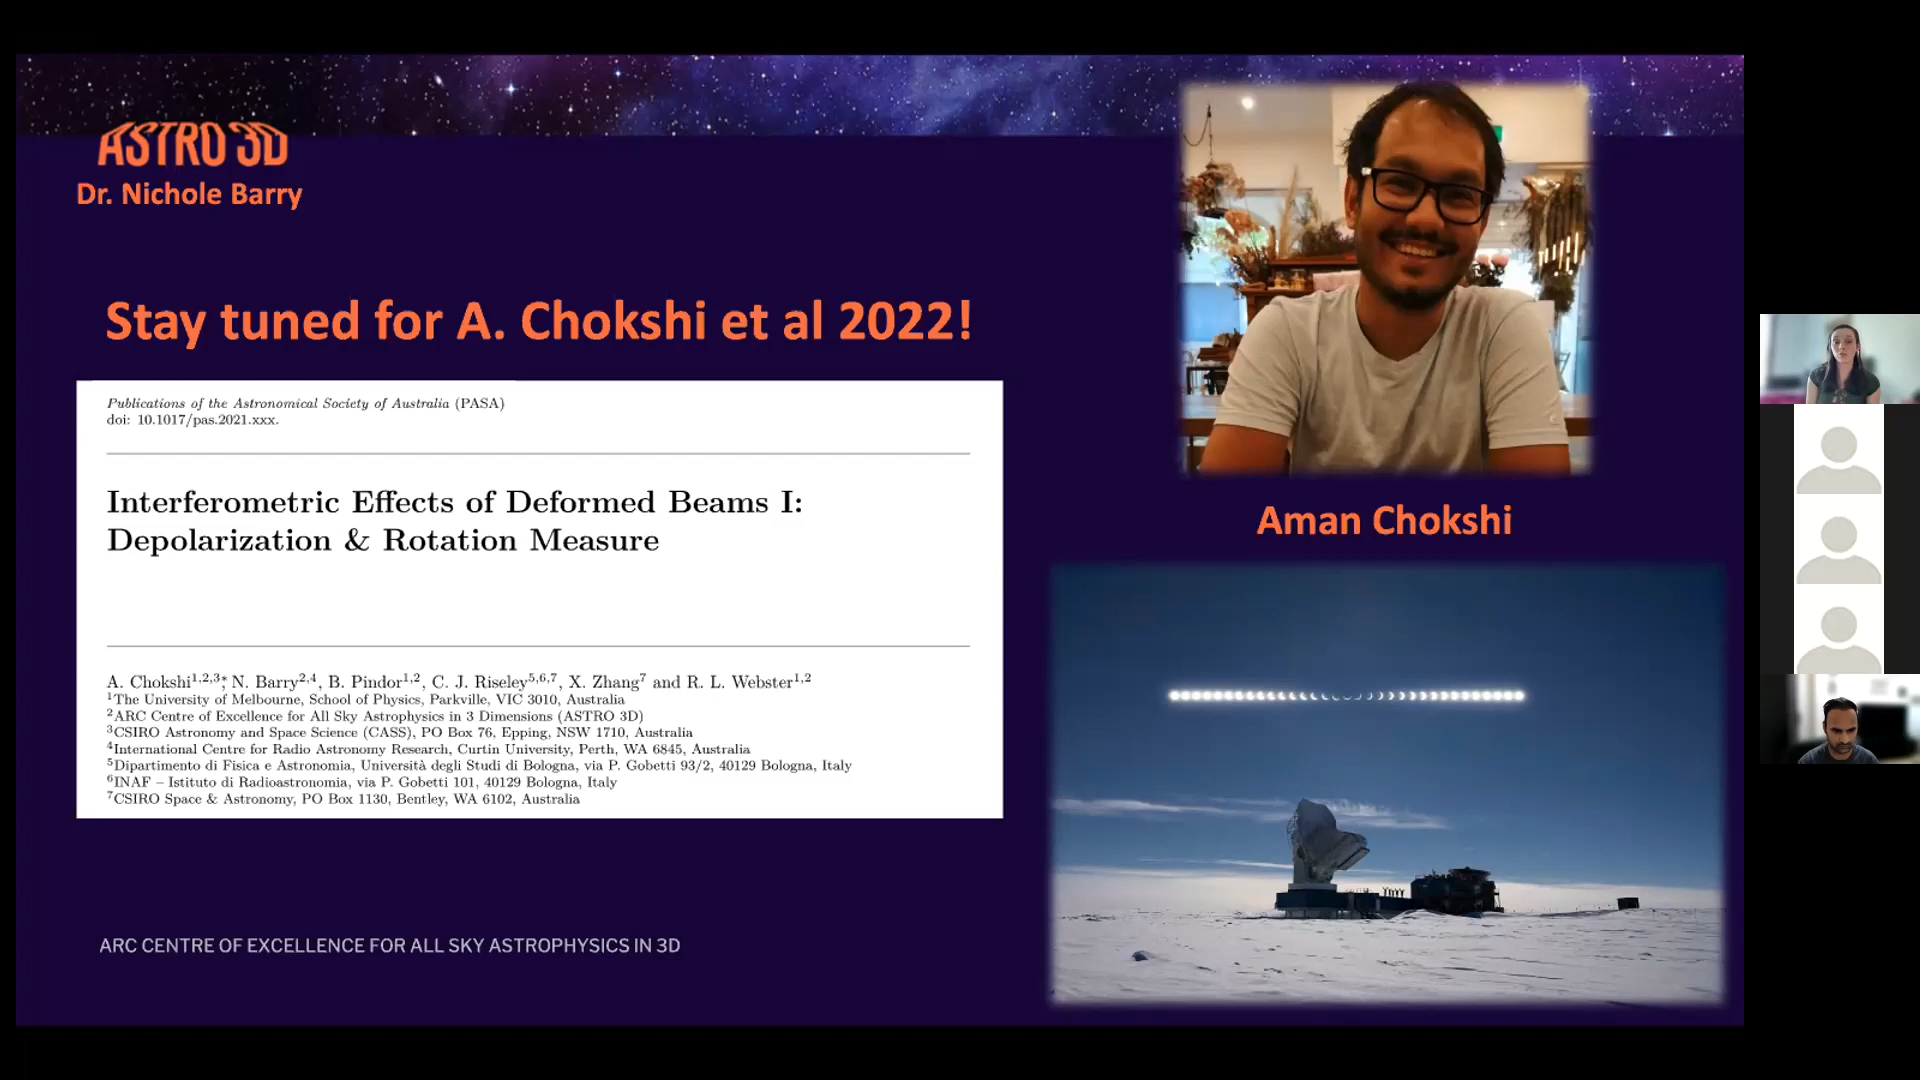 ASTRO 3D
Dr. Nichole Barry
Stay tuned for A. Chokshi et al 2022!
Publications of the Astronomical Society of Australia (PASA)
doi: 10.1017/pas.2021.xxx.
Interferometric Effects of Deformed Beams I:
Depolarization & Rotation Measure
A. Chokshi1,2,3*, N. Barry2,4, B. Pindor1,2, C. J. Riseley5,6,7, X. Zhang7 and R. L. Webster1,2
1The University of Melbourne, School of Physics, Parkville, VIC 3010, Australia
2ARC Centre of Excellence for All Sky Astrophysics in 3 Dimensions (ASTRO 3D)
3CSIRO Astronomy and Space Science (CASS), PO Box 76, Epping, NSW 1710, Australia
4International Centre for Radio Astronomy Research, Curtin University, Perth, WA 6845, Australia
5Dipartimento di Fisica e Astronomia, Università degli Studi di Bologna, via P. Gobetti 93/2, 40129 Bologna, Italy
6INAF – Istituto di Radioastronomia, via P. Gobetti 101, 40129 Bologna, Italy
7CSIRO Space & Astronomy, PO Box 1130, Bentley, WA 6102, Australia
Aman Chokshi
ARC CENTRE OF EXCELLENCE FOR ALL SKY ASTROPHYSICS IN 3D